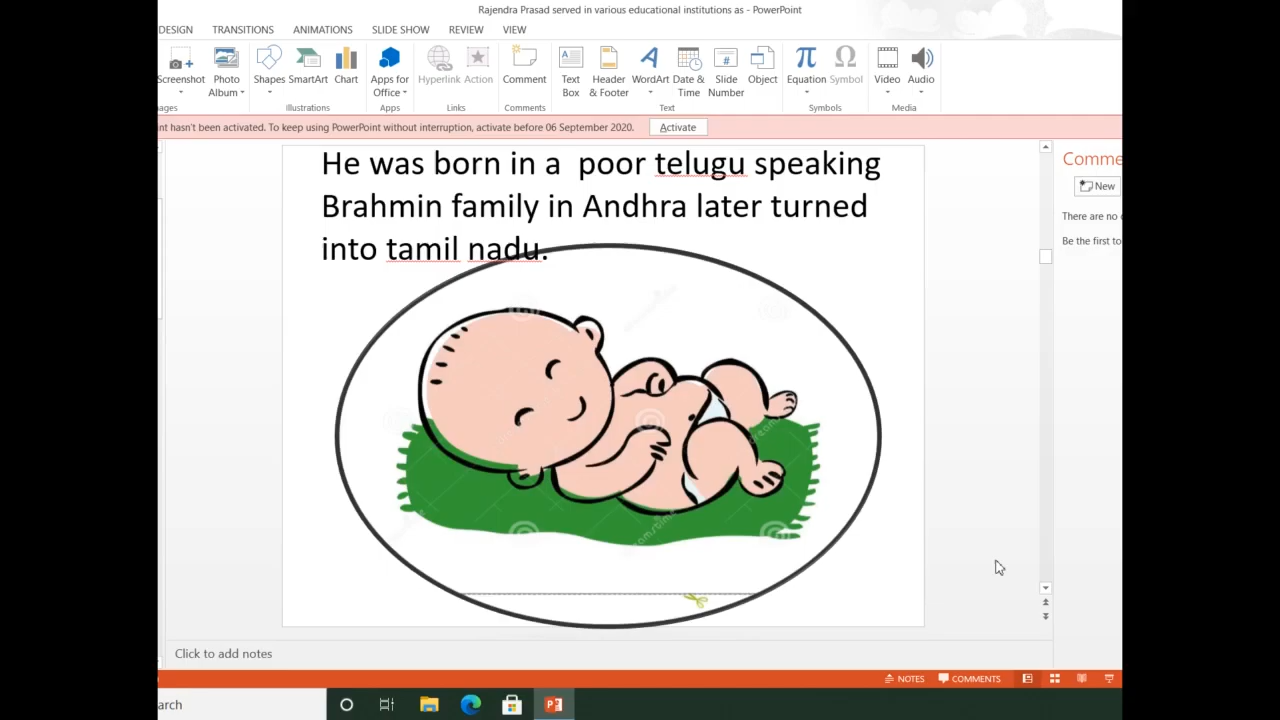 Rajendra Prasad served in various educational institutions as - PowerPoint
DESIGN TRANSITIONS ANIMATIONS SLIDE SHOW REVIEW VIEW
Screenshot Photo Album Shapes SmartArt Chart Apps for Office Hyperlink Action Comment Text Box Header & Footer WordArt Date & Time Slide Number Object Equation Symbol Video Audio
ages Illustrations Apps Links Comments Text Symbols Media
nt hasn't been activated. To keep using PowerPoint without interruption, activate before 06 September 2020. Activate
He was born in a  poor telugu speaking
Brahmin family in Andhra later turned
into tamil nadu.
Comme
New
There are no c
Be the first to
Click to add notes
NOTES COMMENTS
arch